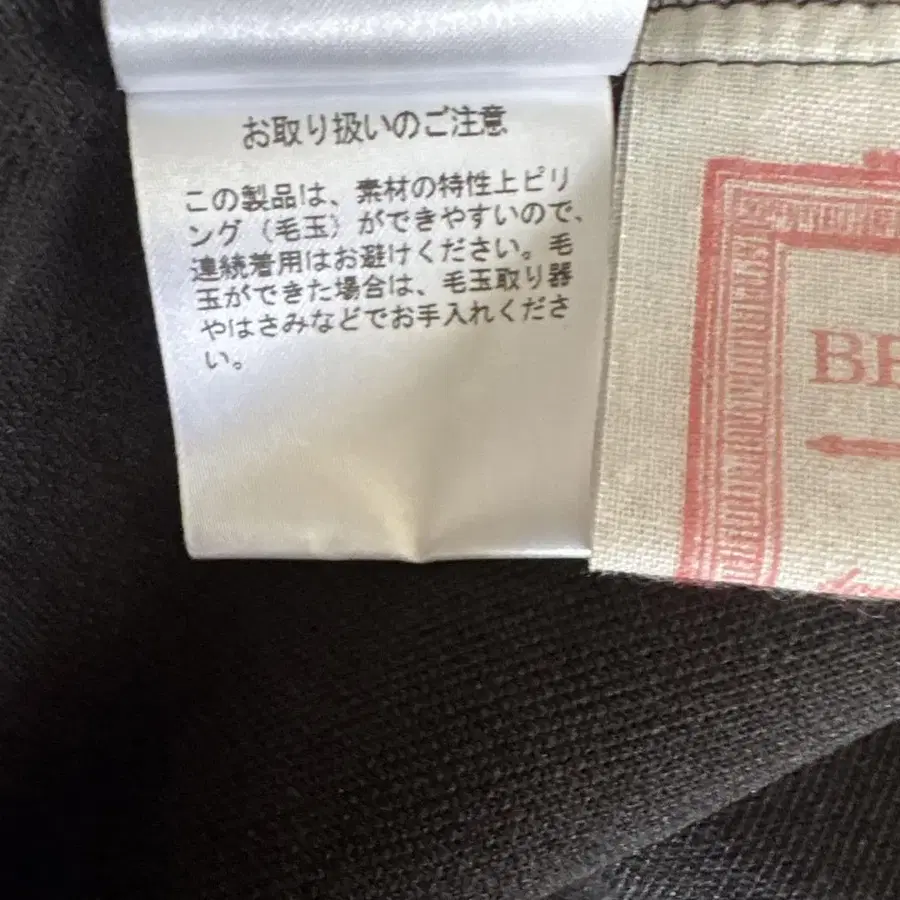 お取り扱いのご注意
この製品は、素材の特性上ピリ
ング（毛玉）ができやすいので、
連続着用はお避けください。毛
玉ができた場合は、毛玉取り器
やはさみなどでお手入れくださ
い。